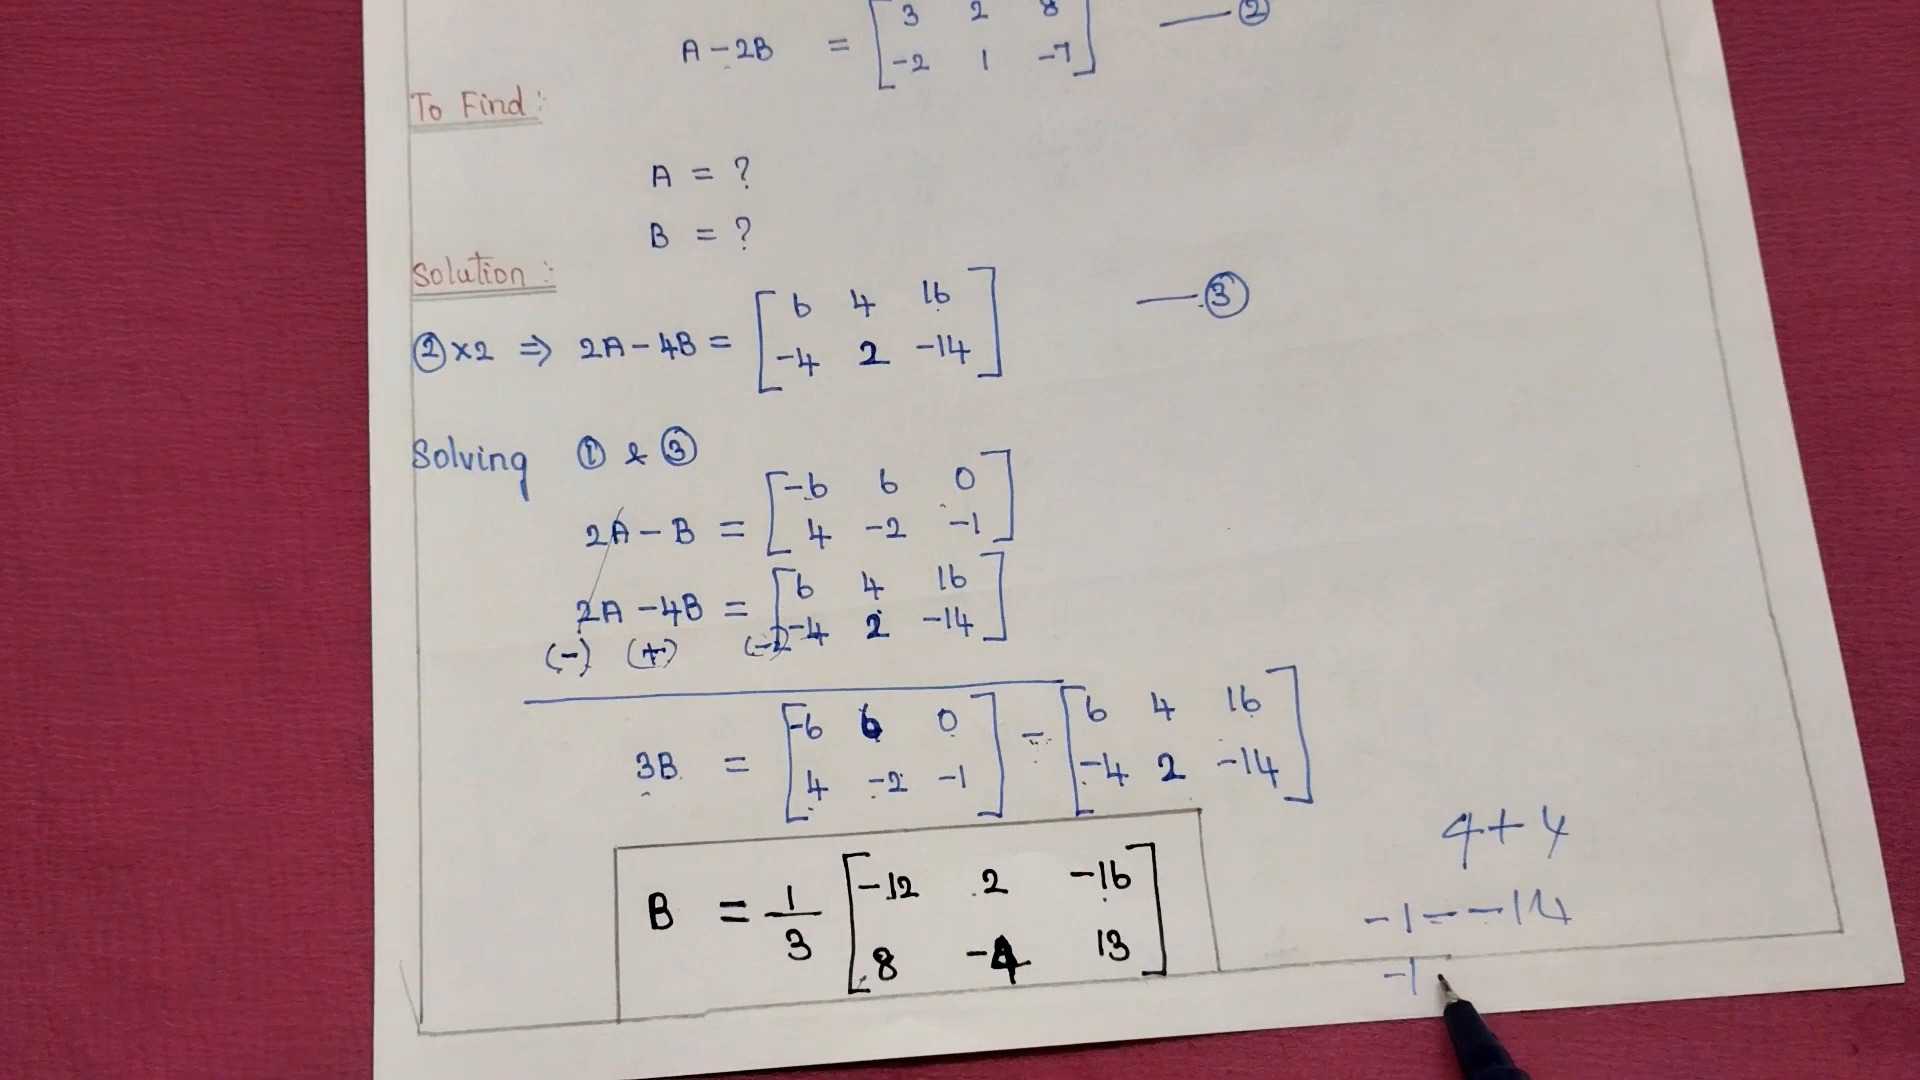 A - 2B = [ 3 2 8
-2 1 -7 ] —②
To Find :
A = ?
B = ?
Solution :
② x2 ⇒ 2A - 4B = [ 6 4 16
-4 2 -14 ] —③
Solving ① & ③
2A - B = [ -6 6 0
4 -2 -1 ]
2A - 4B = [ 6 4 16
-4 2 -14 ]
(-) (+) (-)
3B = [ -6 6 0
4 -2 -1 ] - [ 6 4 16
-4 2 -14 ]
B = 1/3 [ -12 2 -16
8 -4 13 ]
4 + 4
-1 - -14
-1